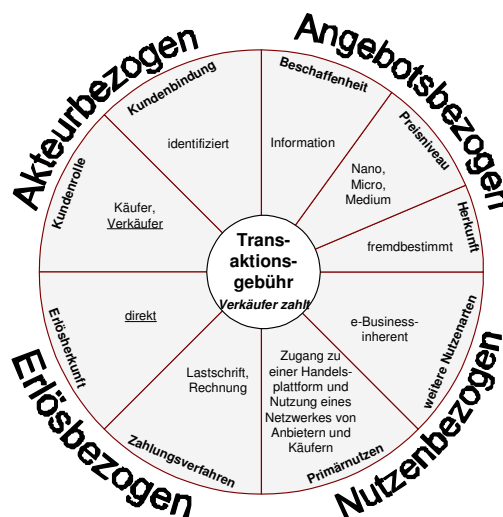 Akteurbezogen
Angebotsbezogen
Kundenbindung
identifiziert
Beschaffenheit
Information
Preisniveau
Nano,
Micro,
Medium
Herkunft
fremdbestimmt
Kundenrolle
Käufer,
Verkäufer
Trans-
aktions-
gebühr
Verkäufer zahlt
Erlösherkunft
direkt
Zahlungsverfahren
Lastschrift,
Rechnung
Primärnutzen
Zugang zu
einer Handels-
plattform und
Nutzung eines
Netzwerkes von
Anbietern und
Käufern
weitere Nutzenarten
e-Business-
inherent
Erlösbezogen
Nutzenbezogen